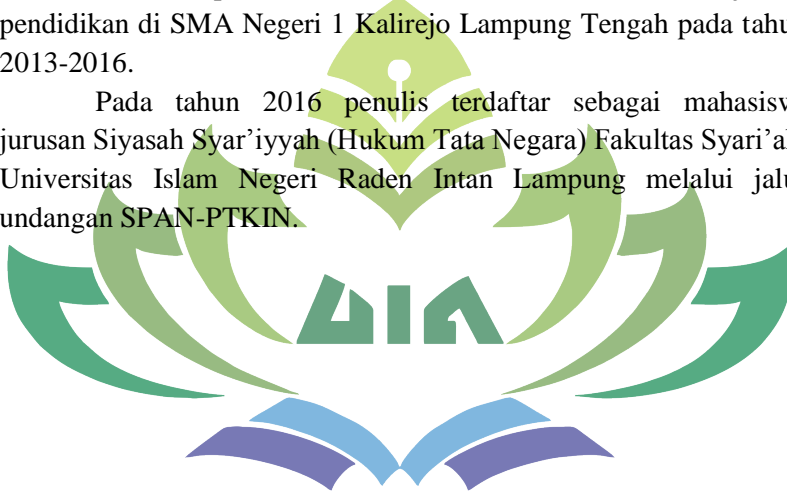 pendidikan di SMA Negeri 1 Kalirejo Lampung Tengah pada tahu
2013-2016.
Pada tahun 2016 penulis terdaftar sebagai mahasisw
jurusan Siyasah Syar’iyyah (Hukum Tata Negara) Fakultas Syari’a
Universitas Islam Negeri Raden Intan Lampung melalui jalu
undangan SPAN-PTKIN.
UIN